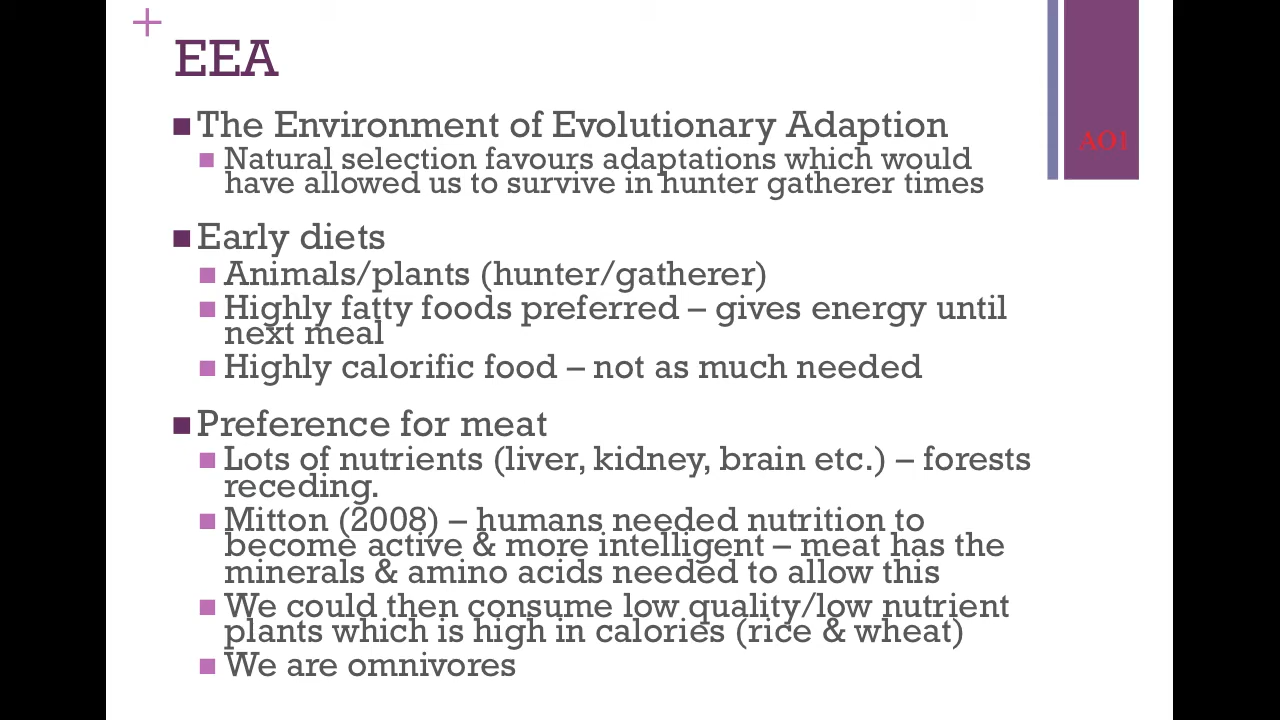 +
EEA
The Environment of Evolutionary Adaption
Natural selection favours adaptations which would
have allowed us to survive in hunter gatherer times
Early diets
Animals/plants (hunter/gatherer)
Highly fatty foods preferred – gives energy until
next meal
Highly calorific food – not as much needed
Preference for meat
Lots of nutrients (liver, kidney, brain etc.) – forests
receding.
Mitton (2008) – humans needed nutrition to
become active & more intelligent – meat has the
minerals & amino acids needed to allow this
We could then consume low quality/low nutrient
plants which is high in calories (rice & wheat)
We are omnivores
AO1